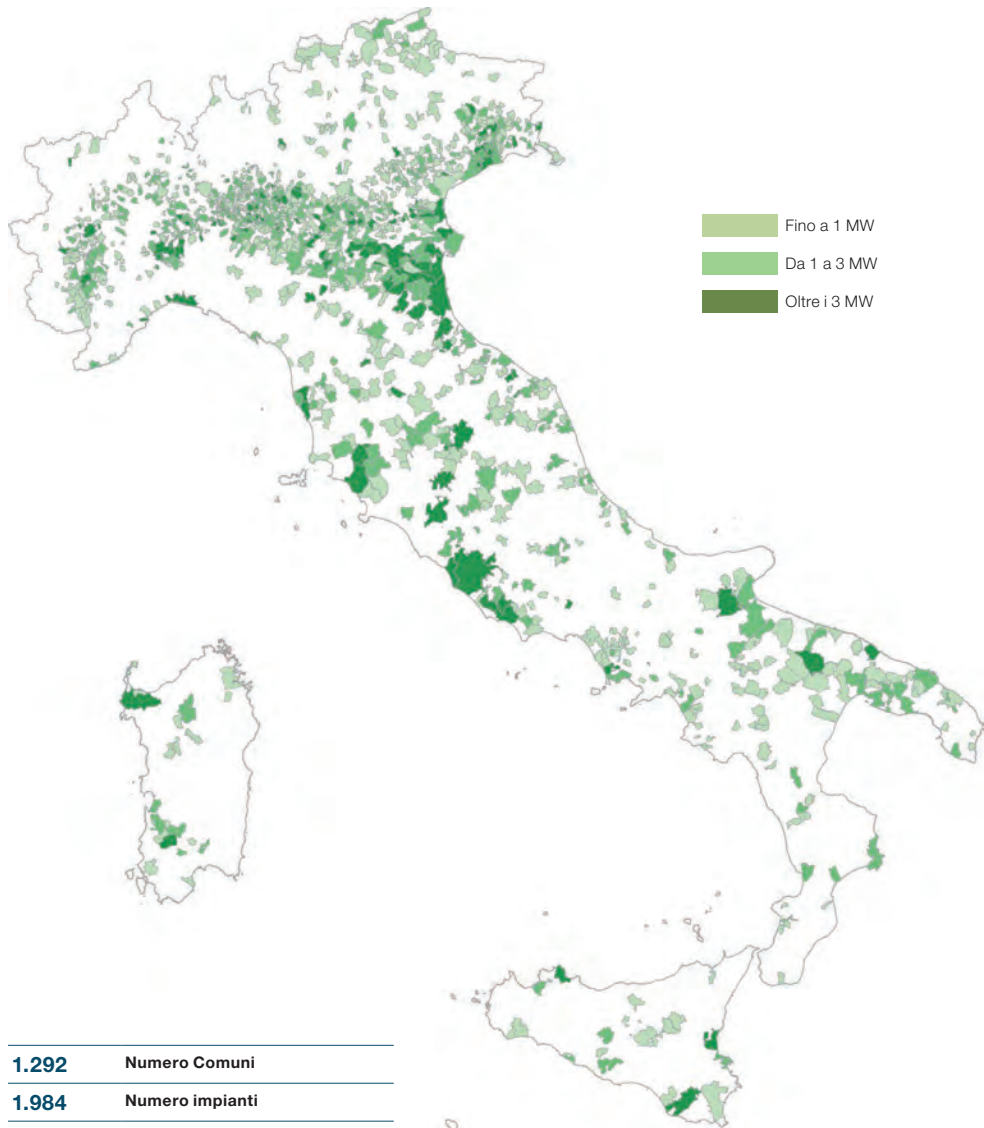 Fino a 1 MW
Da 1 a 3 MW
Oltre i 3 MW
1.292 Numero Comuni
1.984 Numero impianti